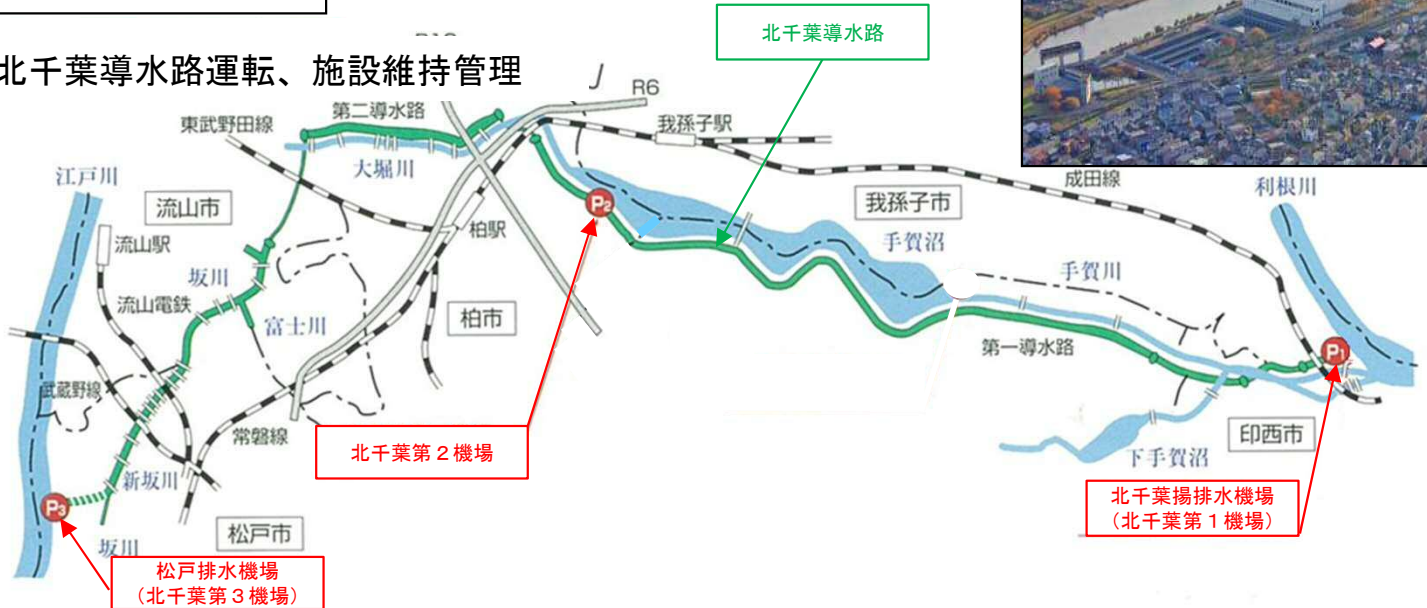 北千葉導水路
北千葉導水路運転、施設維持管理
R6
第二導水路
東武野田線
我孫子駅
大堀川
江戸川
成田線
利根川
流山市
我孫子市
柏駅
流山駅
手賀沼
坂川
手賀川
流山電鉄
富士川
柏市
第一導水路
武蔵野線
常磐線
印西市
北千葉第２機場
下手賀沼
新坂川
北千葉揚排水機場
（北千葉第１機場）
松戸市
坂川
松戸排水機場
（北千葉第３機場）
P1
P2
P3